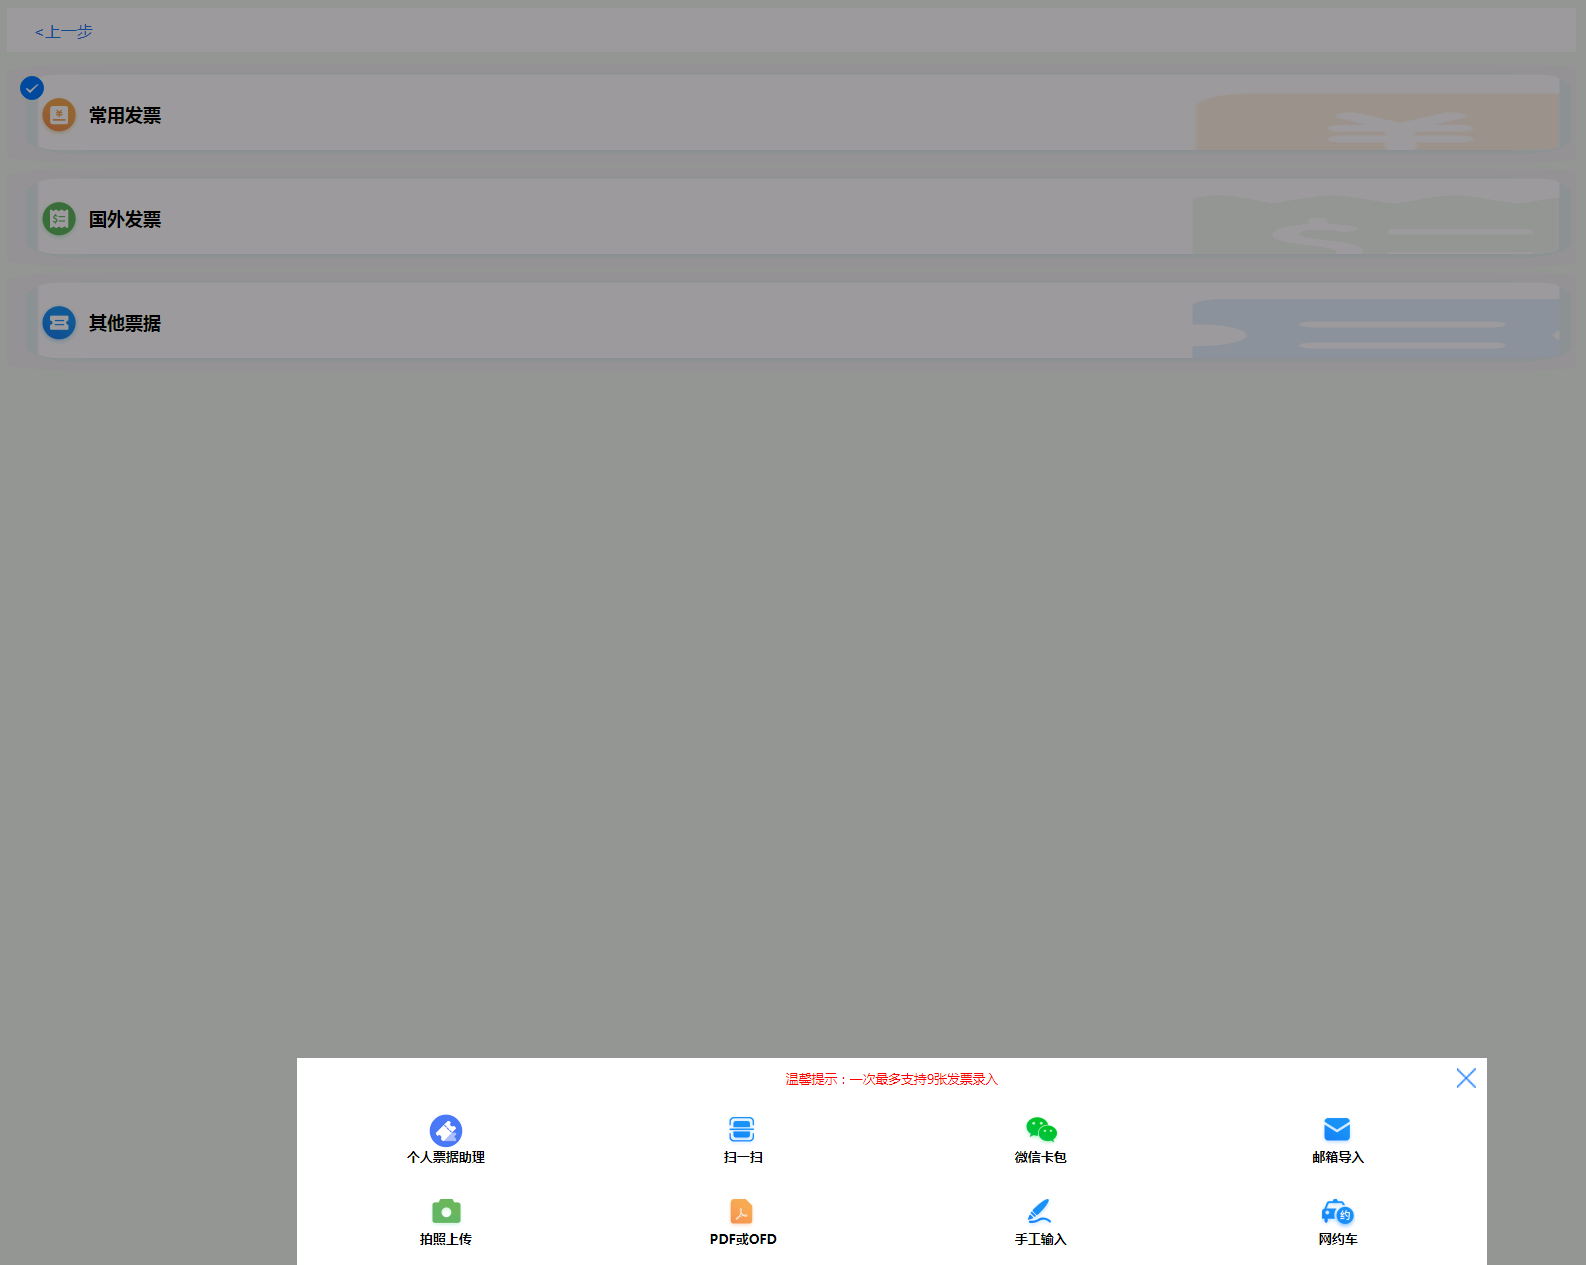 <上一步
常用发票
国外发票
其他票据
温馨提示：一次最多支持9张发票录入
个人票据助理
扫一扫
微信卡包
邮箱导入
约
拍照上传
PDF或OFD
手工输入
网约车